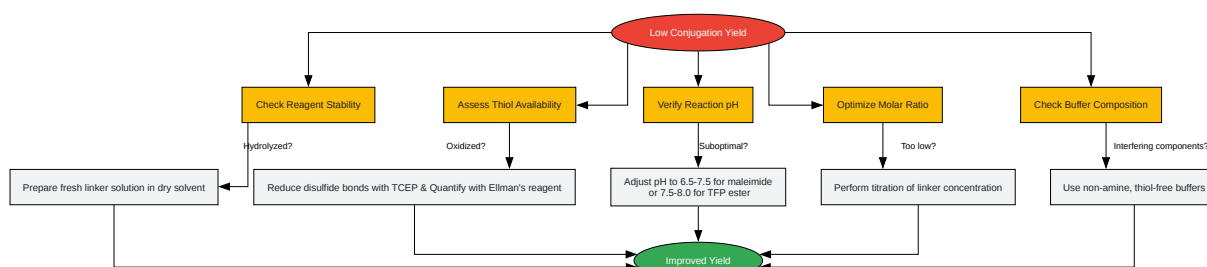 Low Conjugation Yield
Check Reagent Stability
Assess Thiol Availability
Verify Reaction pH
Optimize Molar Ratio
Check Buffer Composition
Hydrolyzed?
Oxidized?
Suboptimal?
Too low?
Interfering components?
Prepare fresh linker solution in dry solvent
Reduce disulfide bonds with TCEP & Quantify with Ellman's reagent
Adjust pH to 6.5-7.5 for maleimide
or 7.5-8.0 for TFP ester
Perform titration of linker concentration
Use non-amine, thiol-free buffers
Improved Yield